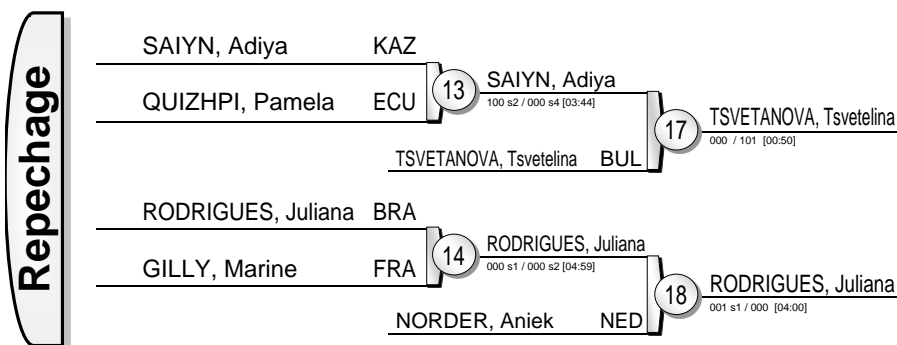 Repechage
SAIYN, Adiya KAZ
QUIZHPI, Pamela ECU
13
SAIYN, Adiya
100 s2 / 000 s4 [03:44]
TSVETANOVA, Tsvetelina BUL
17
TSVETANOVA, Tsvetelina
000 / 101 [00:50]
RODRIGUES, Juliana BRA
GILLY, Marine FRA
14
RODRIGUES, Juliana
000 s1 / 000 s2 [04:59]
NORDER, Aniek NED
18
RODRIGUES, Juliana
001 s1 / 000 [04:00]